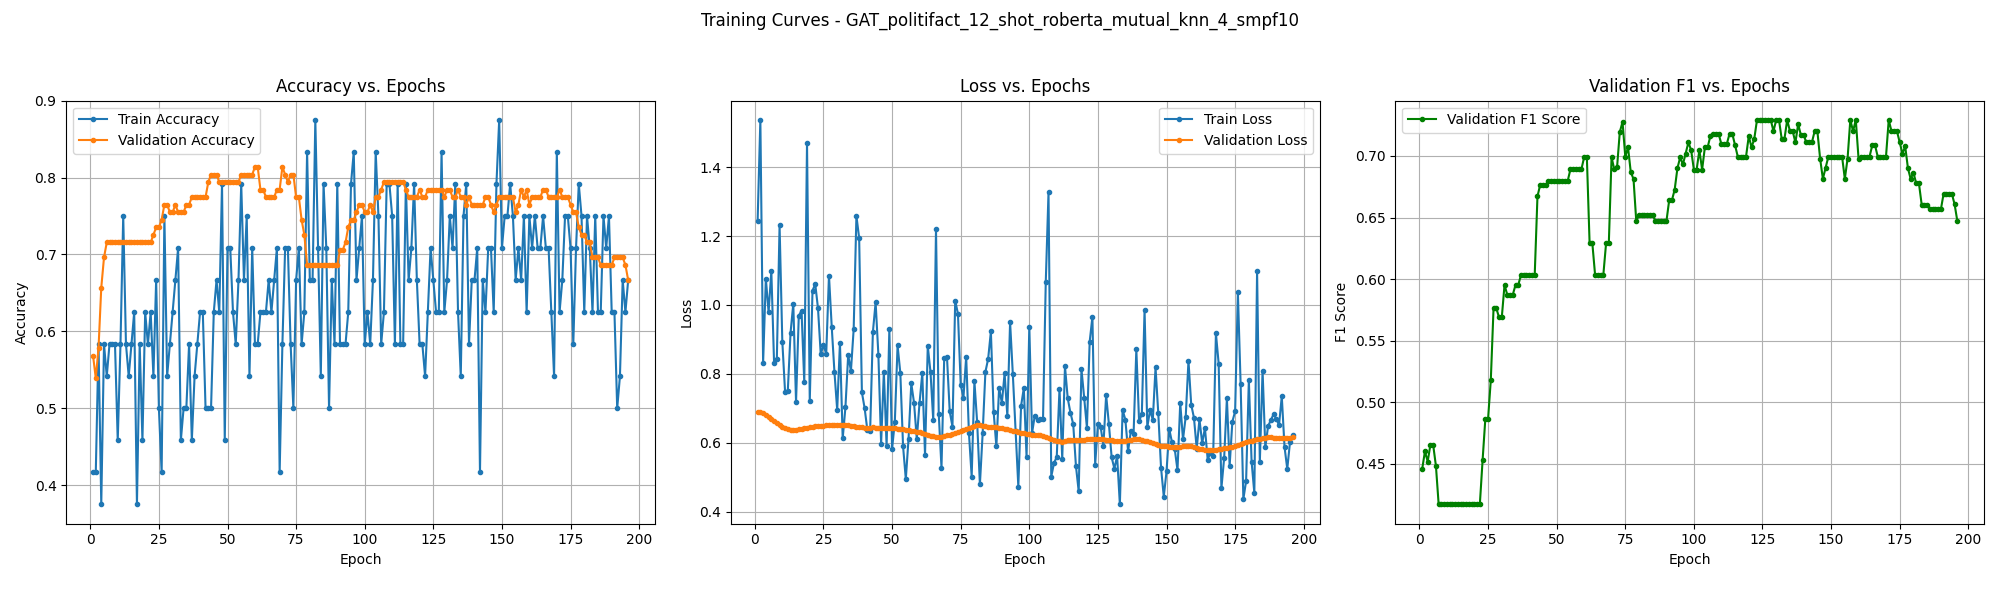 Training Curves - GAT_politifact_12_shot_roberta_mutual_knn_4_smpf10
Accuracy vs. Epochs
Train Accuracy
Validation Accuracy
Accuracy
0.9
0.8
0.7
0.6
0.5
0.4
0 25 50 75 100 125 150 175 200
Epoch
Loss vs. Epochs
Train Loss
Validation Loss
Loss
1.4
1.2
1.0
0.8
0.6
0.4
0 25 50 75 100 125 150 175 200
Epoch
Validation F1 vs. Epochs
Validation F1 Score
F1 Score
0.70
0.65
0.60
0.55
0.50
0.45
0 25 50 75 100 125 150 175 200
Epoch